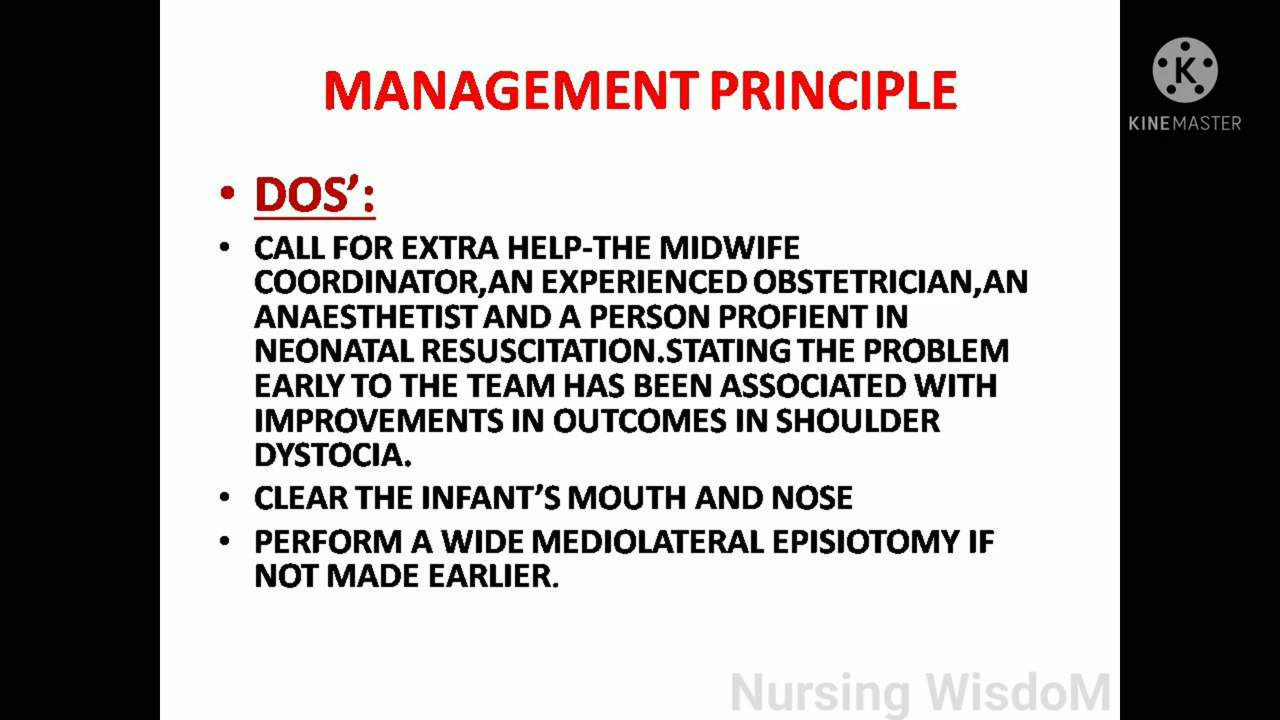 MANAGEMENT PRINCIPLE
K
KINEMASTER
• DOS’:
• CALL FOR EXTRA HELP-THE MIDWIFE
COORDINATOR,AN EXPERIENCED OBSTETRICIAN,AN
ANAESTHETIST AND A PERSON PROFIENT IN
NEONATAL RESUSCITATION.STATING THE PROBLEM
EARLY TO THE TEAM HAS BEEN ASSOCIATED WITH
IMPROVEMENTS IN OUTCOMES IN SHOULDER
DYSTOCIA.
• CLEAR THE INFANT’S MOUTH AND NOSE
• PERFORM A WIDE MEDIOLATERAL EPISIOTOMY IF
NOT MADE EARLIER.
Nursing WisdoM